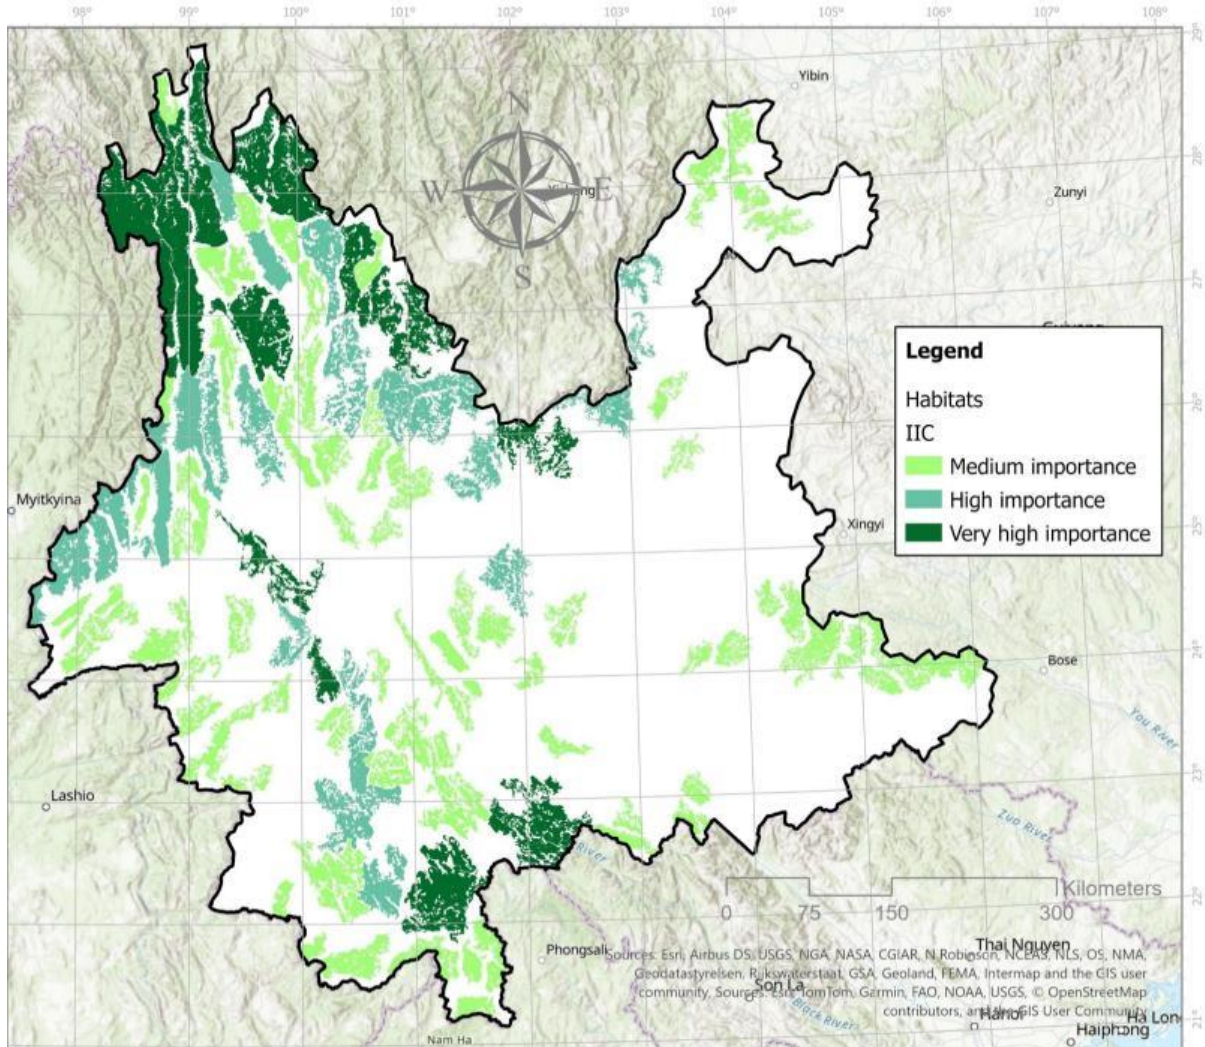 98° 99° 100° 101° 102° 103° 104° 105° 106° 107° 108°
29°
Yibin
N
28°
W E
Zunyi
S
27°
Legend
Habitats
IIC
Medium importance
High importance
Very high importance
26°
Myitkyina
Xingyi
25°
24°
Bose
You River
23°
Lashio
Zuo River
River
22°
Kilometers
0 75 150 300
Phongsali
Thai Nguyen
Sources: Esri, Airbus DS, USGS, NGA, NASA, CGIAR, N Robinson, NCEAS, NLS, OS, NMA,
Geodatastyrelsen, Rijkswaterstaat, GSA, Geoland, FEMA, Intermap and the GIS user
Son La
community, Sources: Esri, TomTom, Garmin, FAO, NOAA, USGS, © OpenStreetMap
Black River
contributors, and the GIS User Community
Hanoi
Ha Lon
21°
Haiphong
Nam Ha